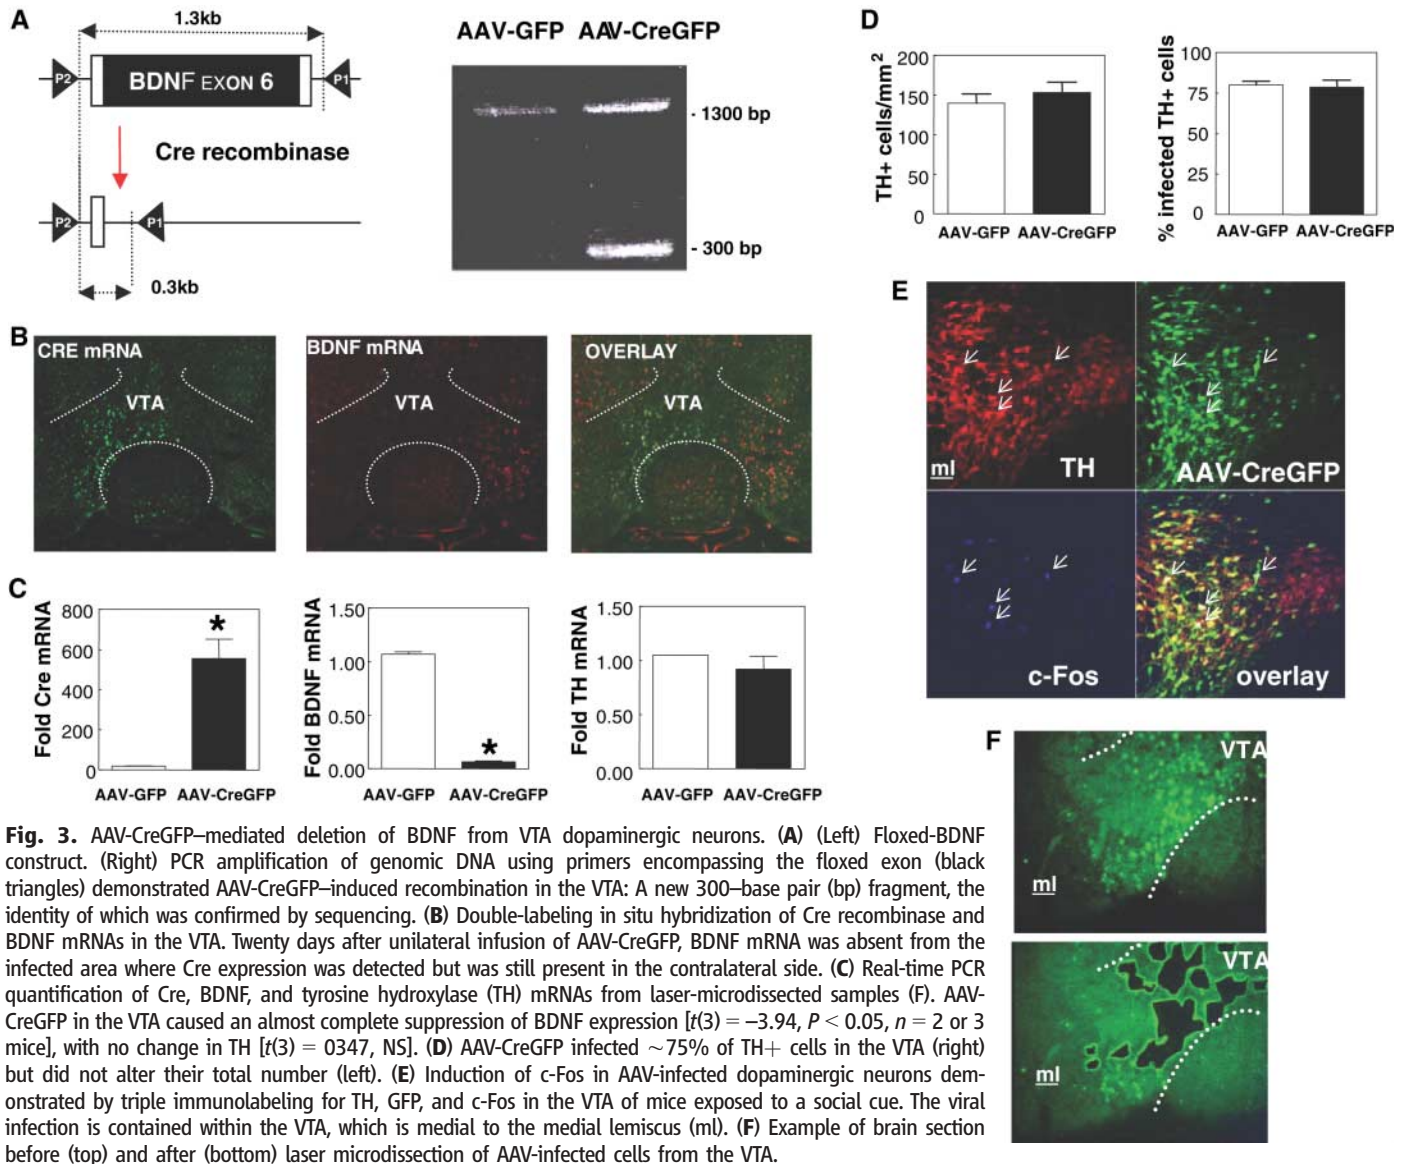 A
1.3kb
P2
BDNF EXON 6
P1
Cre recombinase
P2
P1
0.3kb
AAV-GFP AAV-CreGFP
- 1300 bp
- 300 bp
B
CRE mRNA
VTA
BDNF mRNA
VTA
OVERLAY
VTA
C
Fold Cre mRNA
800
600
400
200
0
*
AAV-GFP AAV-CreGFP
Fold BDNF mRNA
1.50
1.00
0.50
0.00
*
AAV-GFP AAV-CreGFP
Fold TH mRNA
1.50
1.00
0.50
0.00
AAV-GFP AAV-CreGFP
D
TH+ cells/mm²
200
150
100
50
0
AAV-GFP AAV-CreGFP
% infected TH+ cells
100
75
50
25
0
AAV-GFP AAV-CreGFP
E
ml
TH
AAV-CreGFP
c-Fos
overlay
F
VTA
ml
VTA
ml
Fig. 3. AAV-CreGFP–mediated deletion of BDNF from VTA dopaminergic neurons. (A) (Left) Floxed-BDNF
construct. (Right) PCR amplification of genomic DNA using primers encompassing the floxed exon (black
triangles) demonstrated AAV-CreGFP–induced recombination in the VTA: A new 300–base pair (bp) fragment, the
identity of which was confirmed by sequencing. (B) Double-labeling in situ hybridization of Cre recombinase and
BDNF mRNAs in the VTA. Twenty days after unilateral infusion of AAV-CreGFP, BDNF mRNA was absent from the
infected area where Cre expression was detected but was still present in the contralateral side. (C) Real-time PCR
quantification of Cre, BDNF, and tyrosine hydroxylase (TH) mRNAs from laser-microdissected samples (F). AAV-
CreGFP in the VTA caused an almost complete suppression of BDNF expression [t(3) = –3.94, P < 0.05, n = 2 or 3
mice], with no change in TH [t(3) = 0347, NS]. (D) AAV-CreGFP infected ~75% of TH+ cells in the VTA (right)
but did not alter their total number (left). (E) Induction of c-Fos in AAV-infected dopaminergic neurons dem-
onstrated by triple immunolabeling for TH, GFP, and c-Fos in the VTA of mice exposed to a social cue. The viral
infection is contained within the VTA, which is medial to the medial lemiscus (ml). (F) Example of brain section
before (top) and after (bottom) laser microdissection of AAV-infected cells from the VTA.